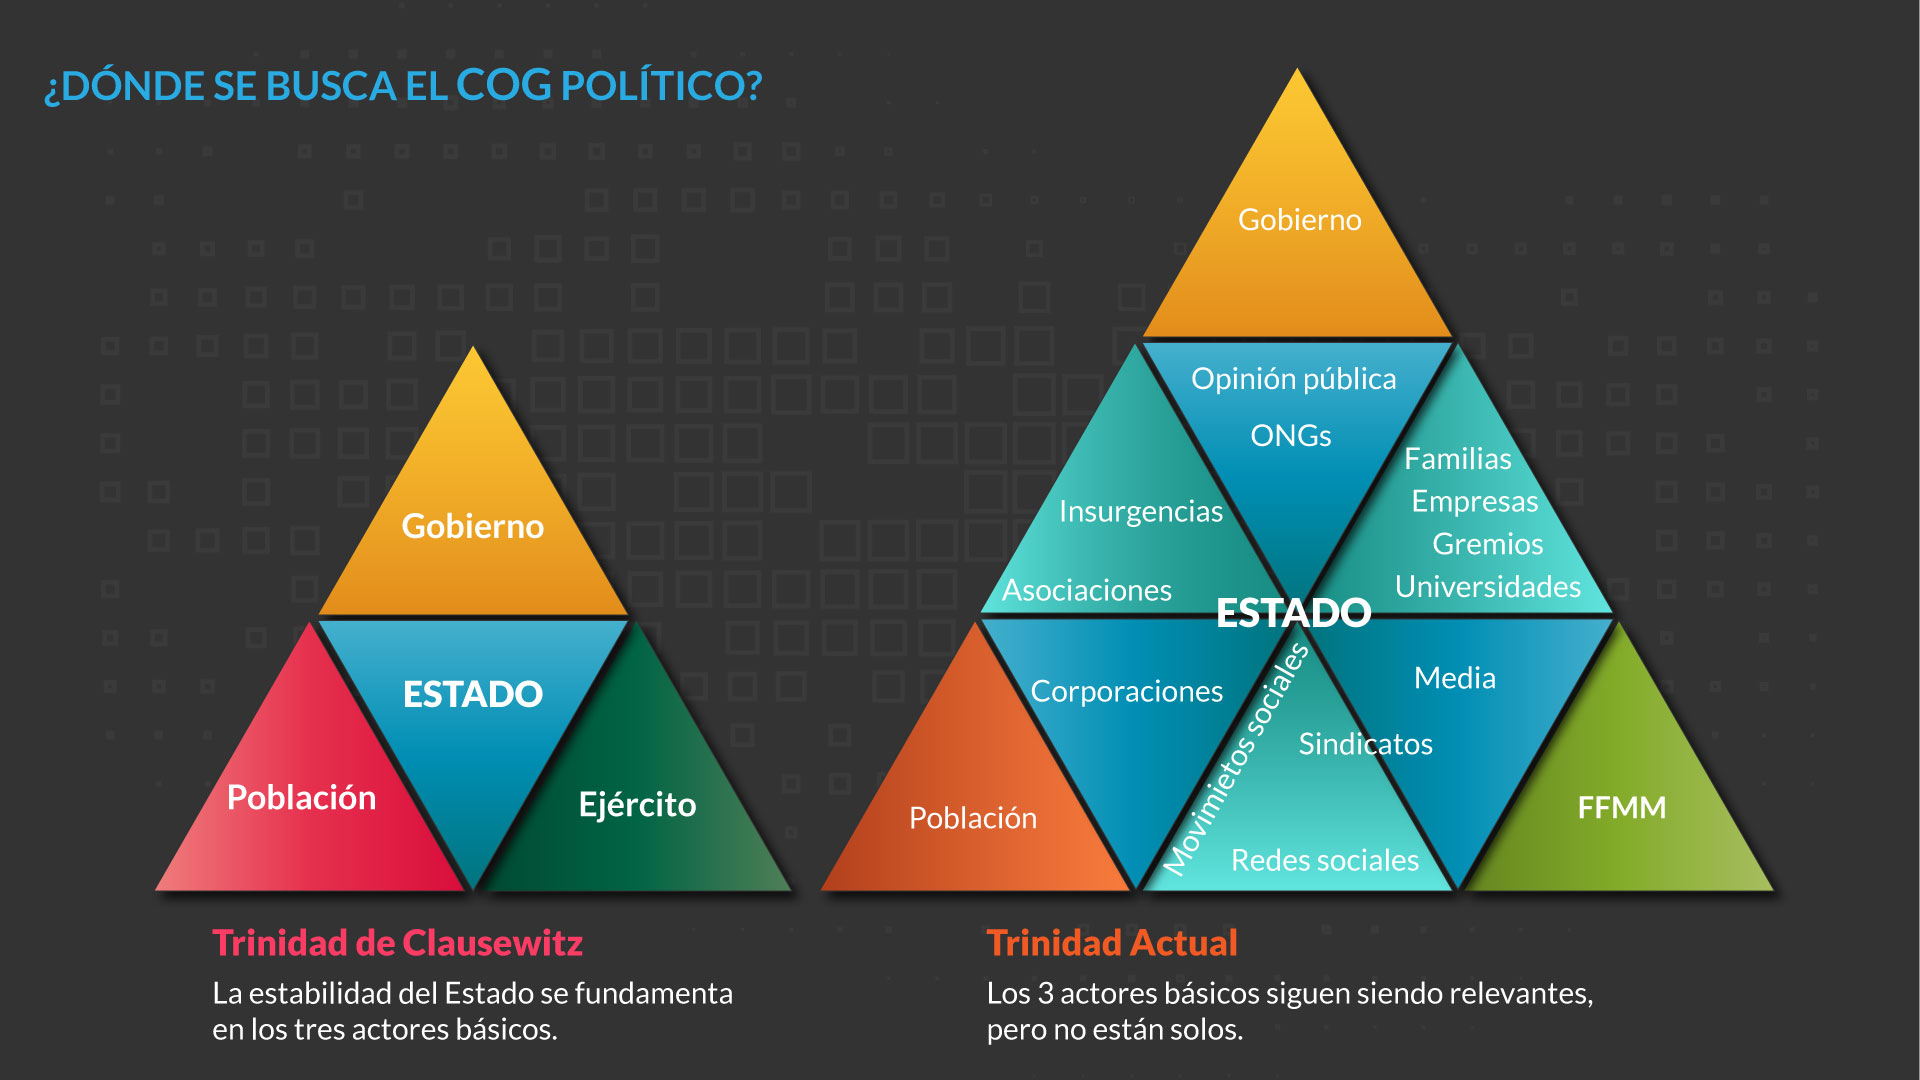 ¿DÓNDE SE BUSCA EL COG POLÍTICO?
Gobierno
ESTADO
Población
Ejército
Trinidad de Clausewitz
La estabilidad del Estado se fundamenta
en los tres actores básicos.
Gobierno
Opinión pública
ONGs
Insurgencias
Asociaciones
Familias
Empresas
Gremios
Universidades
ESTADO
Corporaciones
Movimietos sociales
Sindicatos
Media
Población
Redes sociales
FFMM
Trinidad Actual
Los 3 actores básicos siguen siendo relevantes,
pero no están solos.